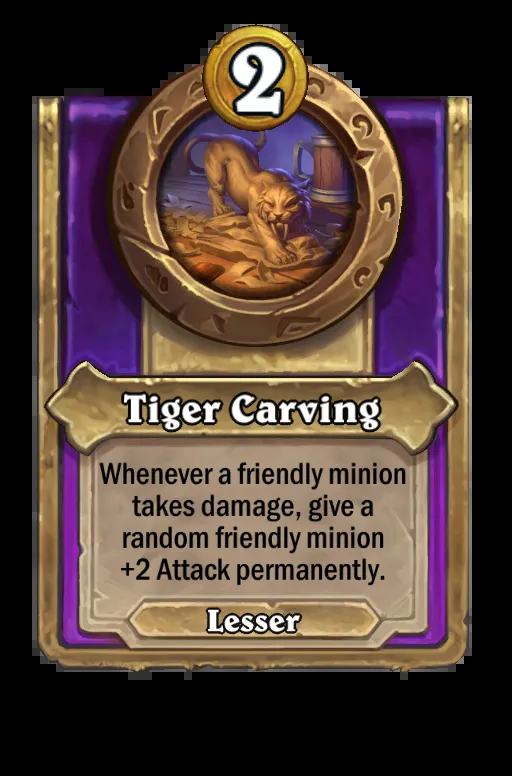 2
Tiger Carving
Whenever a friendly minion
takes damage, give a
random friendly minion
+2 Attack permanently.
Lesser